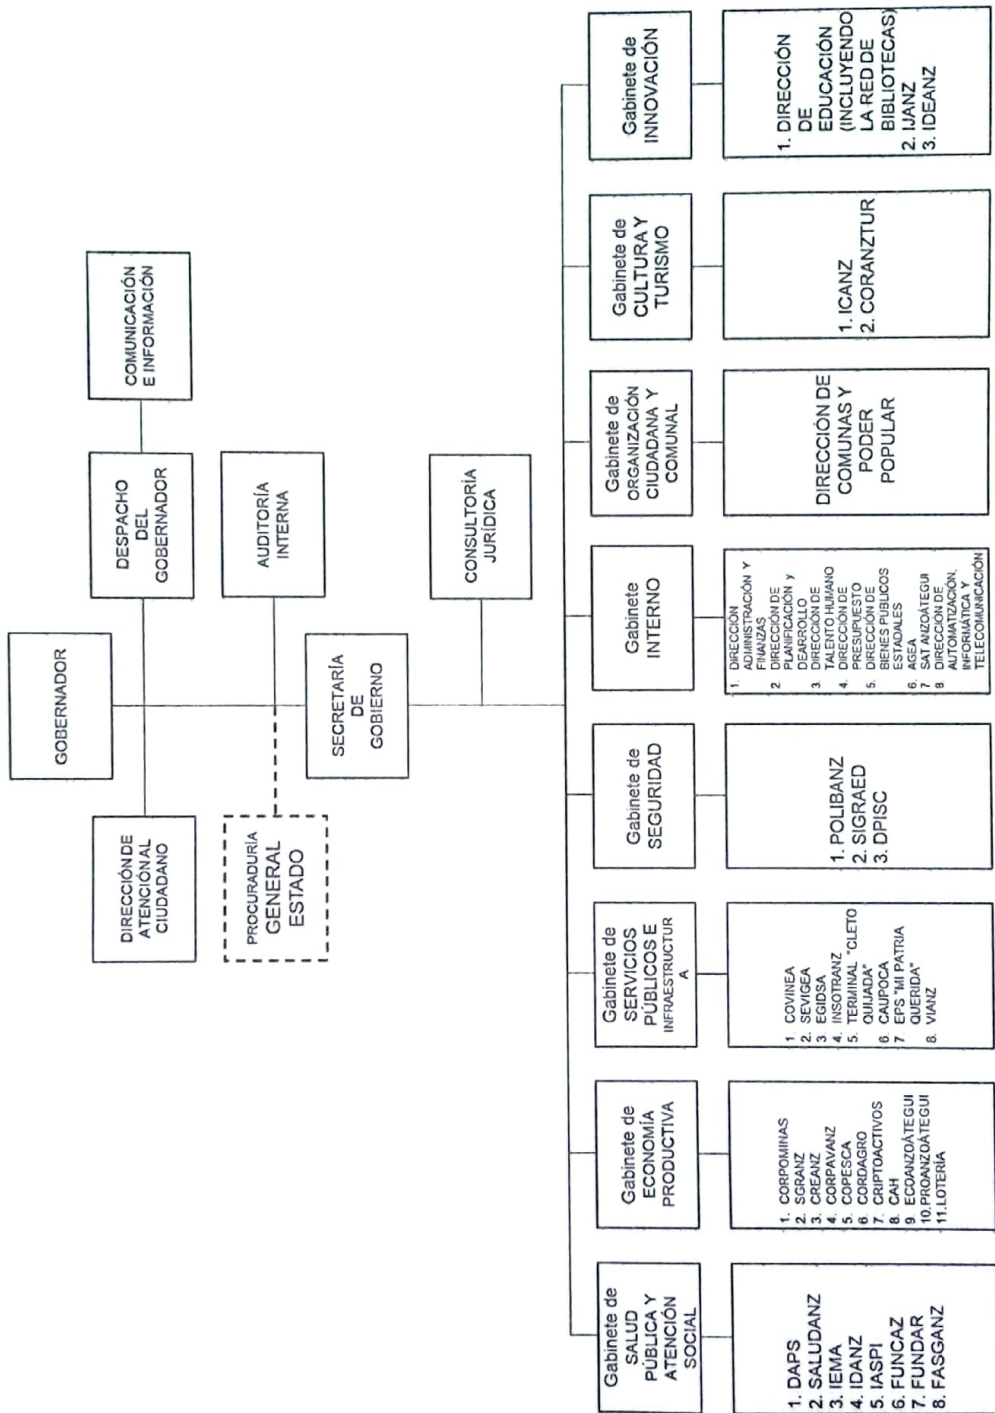 GOBERNADOR
DIRECCIÓN DE
ATENCIÓN AL
CIUDADANO
DESPACHO
DEL
GOBERNADOR
COMUNICACIÓN
E INFORMACIÓN
PROCURADURÍA
GENERAL
ESTADO
AUDITORÍA
INTERNA
SECRETARÍA
DE
GOBIERNO
CONSULTORÍA
JURÍDICA
Gabinete de
SALUD
PÚBLICA Y
ATENCIÓN
SOCIAL
1. DAPS
2. SALUDANZ
3. IEMA
4. IDANZ
5. IASPI
6. FUNCAZ
7. FUNDAR
8. FASGANZ
Gabinete de
ECONOMÍA
PRODUCTIVA
1. CORPOMINAS
2. SGRANZ
3. CREANZ
4. CORPAVANZ
5. COPESCA
6. CORDAGRO
7. CRIPTOACTIVOS
8. CAH
9. ECOANZOÁTEGUI
10. PROANZOÁTEGUI
11. LOTERÍA
Gabinete de
SERVICIOS
PÚBLICOS E
INFRAESTRUCTUR
A
1. COVINEA
2. SEVIGEA
3 EGIDSA
4. INSOTRANZ
5. TERMINAL "CLETO
QUIJADA"
6. CAUPOCA
7 EPS "MI PATRIA
QUERIDA"
8. VIANZ
Gabinete de
SEGURIDAD
1. POLIBANZ
2. SIGRAED
3. DPISC
Gabinete
INTERNO
1. DIRECCIÓN
ADMINISTRACIÓN Y
FINANZAS
2 DIRECCIÓN DE
PLANIFICACIÓN y
DEARROLLO
3. DIRECCIÓN DE
TALENTO HUMANO
4. DIRECCIÓN DE
PRESUPUESTO
5. DIRECCIÓN DE
BIENES PÚBLICOS
ESTADALES
6. AGEA
7 SAT ANZOÁTEGUI
8 DIRECCIÓN DE
AUTOMATIZACIÓN,
INFORMÁTICA Y
TELECOMUNICACIÓN
Gabinete de
ORGANIZACIÓN
CIUDADANA Y
COMUNAL
DIRECCIÓN DE
COMUNAS Y
PODER
POPULAR
Gabinete de
CULTURA Y
TURISMO
1. ICANZ
2. CORANZTUR
Gabinete de
INNOVACIÓN
1. DIRECCIÓN
DE
EDUCACIÓN
(INCLUYENDO
LA RED DE
BIBLIOTECAS)
2. IJANZ
3. IDEANZ